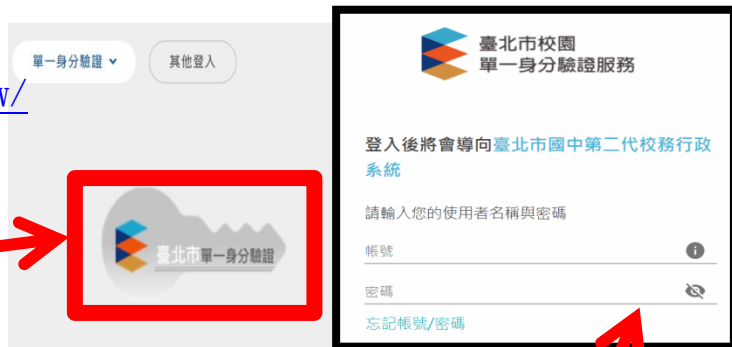 單一身分驗證
其他登入
w/
臺北市單一身分驗證
臺北市校園
單一身分驗證服務
登入後將會導向臺北市國中第二代校務行政
系統
請輸入您的使用者名稱與密碼
帳號
密碼
忘記帳號/密碼